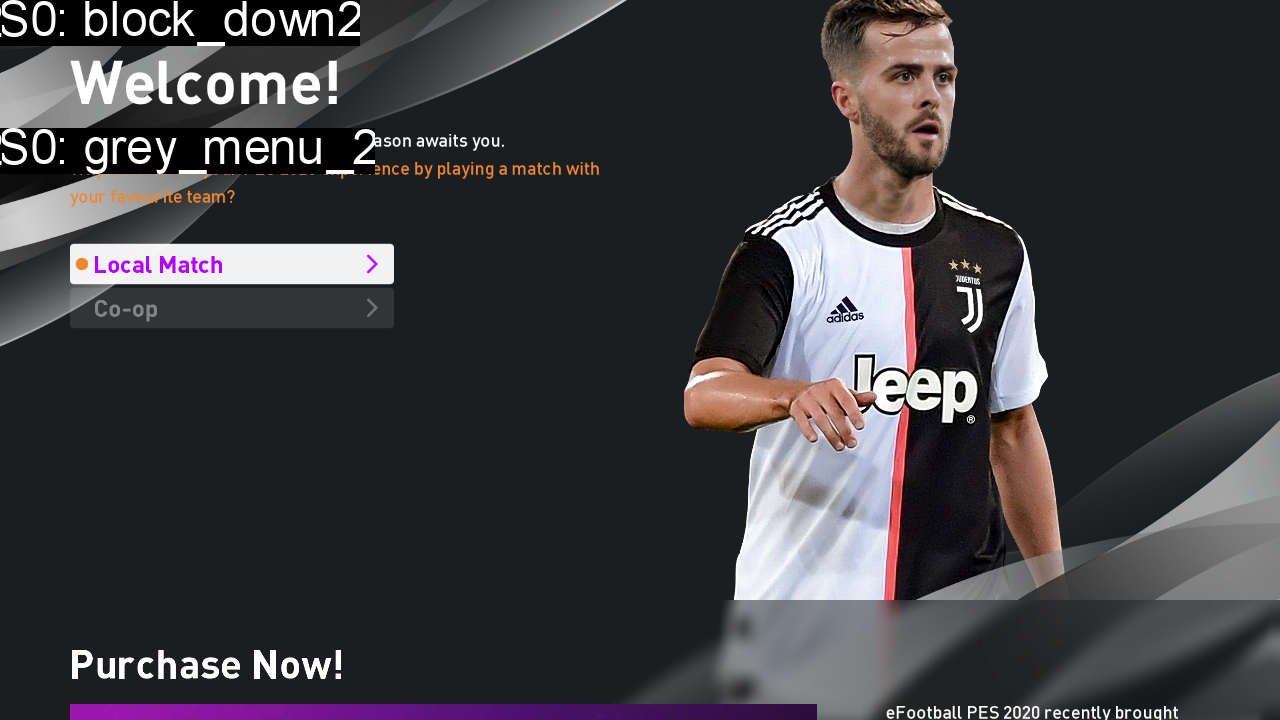 S0: block_down2
Welcome!
S0: grey_menu_2
ason awaits you.
ence by playing a match with
your favourite team?
Local Match
Co-op
JUVENTUS
adidas
Jeep
Purchase Now!
eFootball PES 2020 recently brought